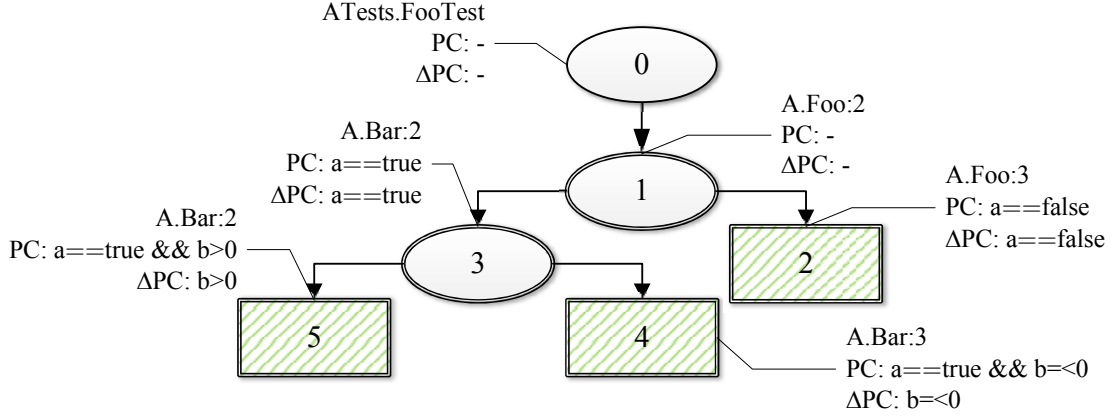 ATests.FooTest
PC: -
ΔPC: -
0
A.Foo:2
PC: -
ΔPC: -
1
A.Bar:2
PC: a==true
ΔPC: a==true
3
A.Foo:3
PC: a==false
ΔPC: a==false
2
A.Bar:2
PC: a==true && b>0
ΔPC: b>0
5
4
A.Bar:3
PC: a==true && b=<0
ΔPC: b=<0